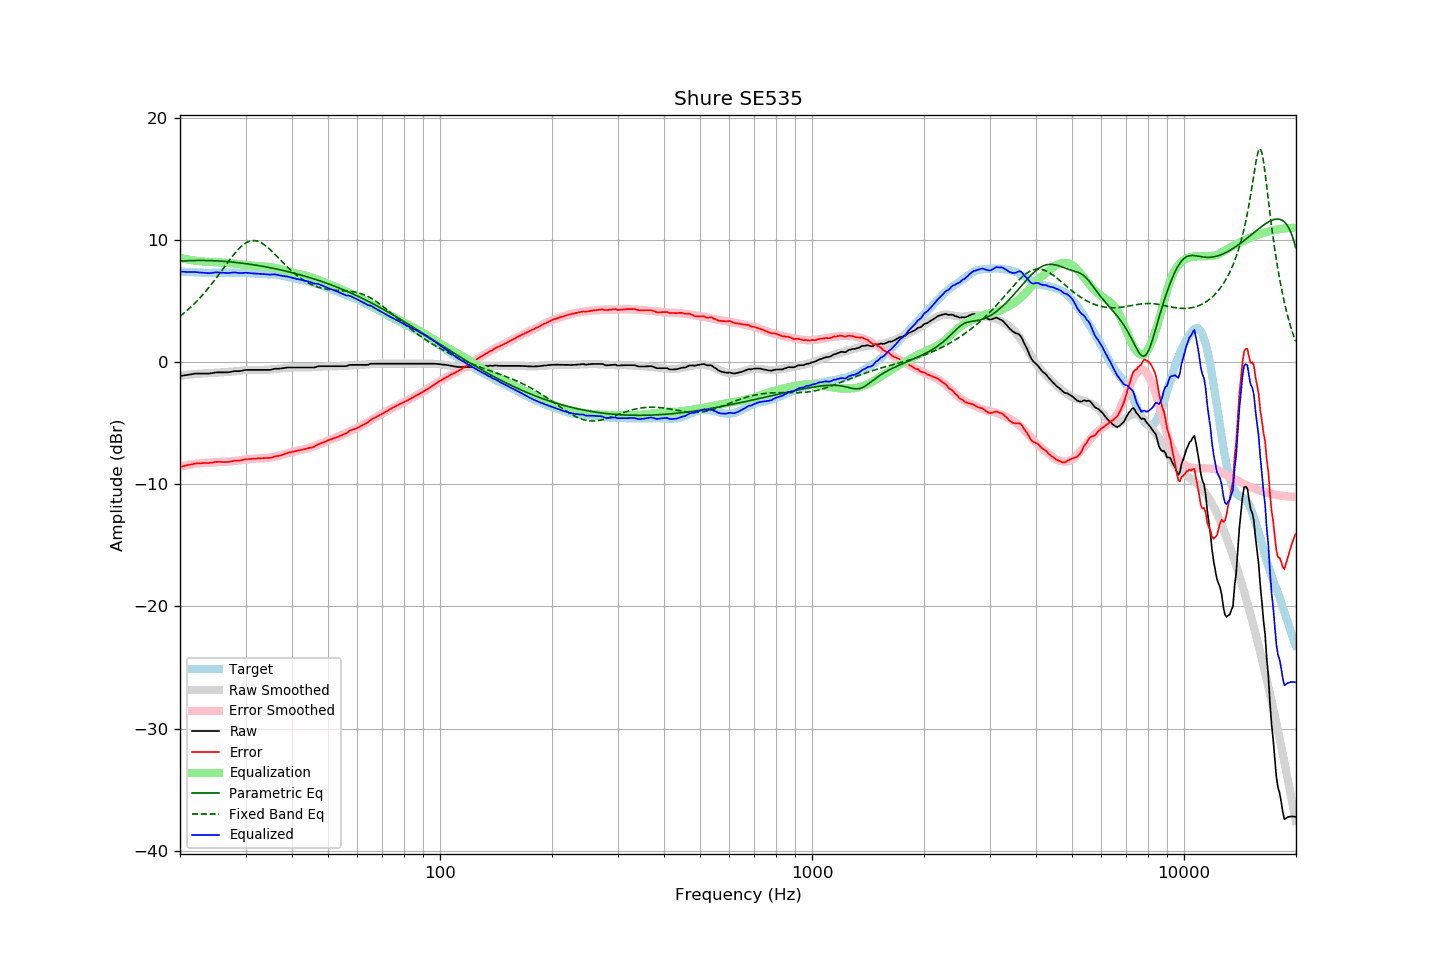 Shure SE535
20
10
0
−10
−20
−30
−40
Amplitude (dBr)
100
1000
10000
Frequency (Hz)
Target
Raw Smoothed
Error Smoothed
Raw
Error
Equalization
Parametric Eq
Fixed Band Eq
Equalized